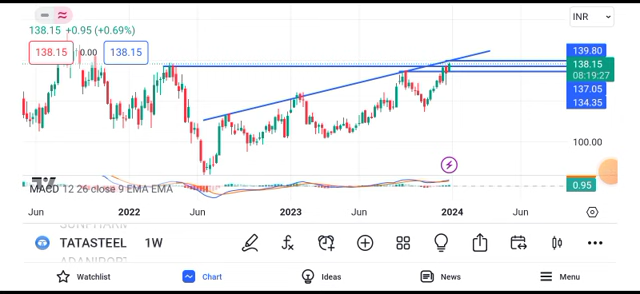 138.15 +0.95 (+0.69%)
INR
138.15 0.00 138.15
139.80
138.15
08:19:27
137.05
134.35
100.00
MACD 12 26 close 9 EMA EMA
0.95
Jun 2022 Jun 2023 Jun 2024 Jun
TATASTEEL 1W
Watchlist Chart Ideas News Menu